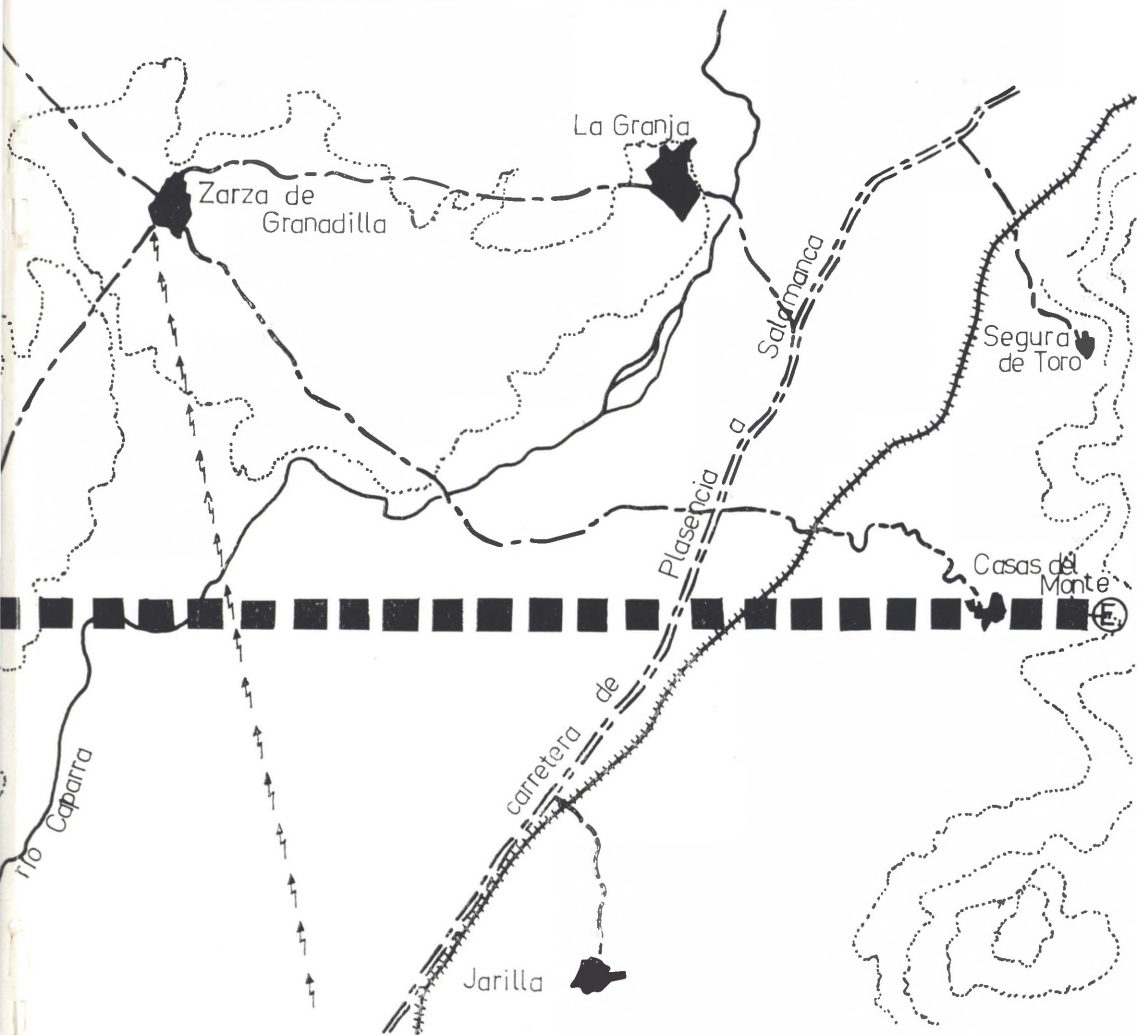 La Granja
Zarza de
Granadilla
Salamanca
a
Plasencia
de
carretera
Segura
de Toro
Casas del
Monte
E
río Caparra
Jarilla